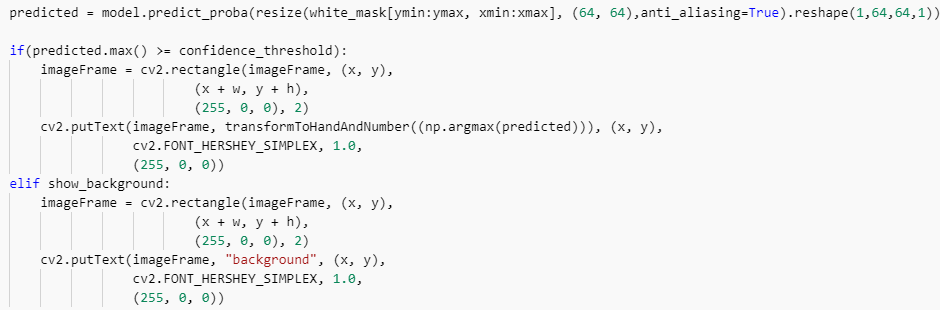 predicted = model.predict_proba(resize(white_mask[ymin:ymax, xmin:xmax], (64, 64),anti_aliasing=True).reshape(1,64,64,1))
if(predicted.max() >= confidence_threshold):
    imageFrame = cv2.rectangle(imageFrame, (x, y),
                        (x + w, y + h),
                        (255, 0, 0), 2)
    cv2.putText(imageFrame, transformToHandAndNumber((np.argmax(predicted))), (x, y),
                cv2.FONT_HERSHEY_SIMPLEX, 1.0,
                (255, 0, 0))
elif show_background:
    imageFrame = cv2.rectangle(imageFrame, (x, y),
                        (x + w, y + h),
                        (255, 0, 0), 2)
    cv2.putText(imageFrame, "background", (x, y),
                cv2.FONT_HERSHEY_SIMPLEX, 1.0,
                (255, 0, 0))